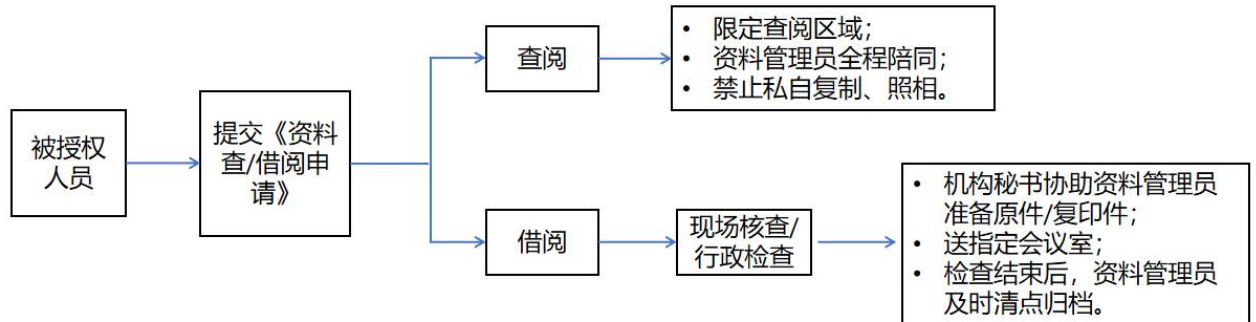 被授权
人员
提交《资料
查/借阅申
请》
查阅
• 限定查阅区域；
• 资料管理员全程陪同；
• 禁止私自复制、照相。
借阅
现场核查/
行政检查
• 机构秘书协助资料管理员
准备原件/复印件；
• 送指定会议室；
• 检查结束后，资料管理员
及时清点归档。